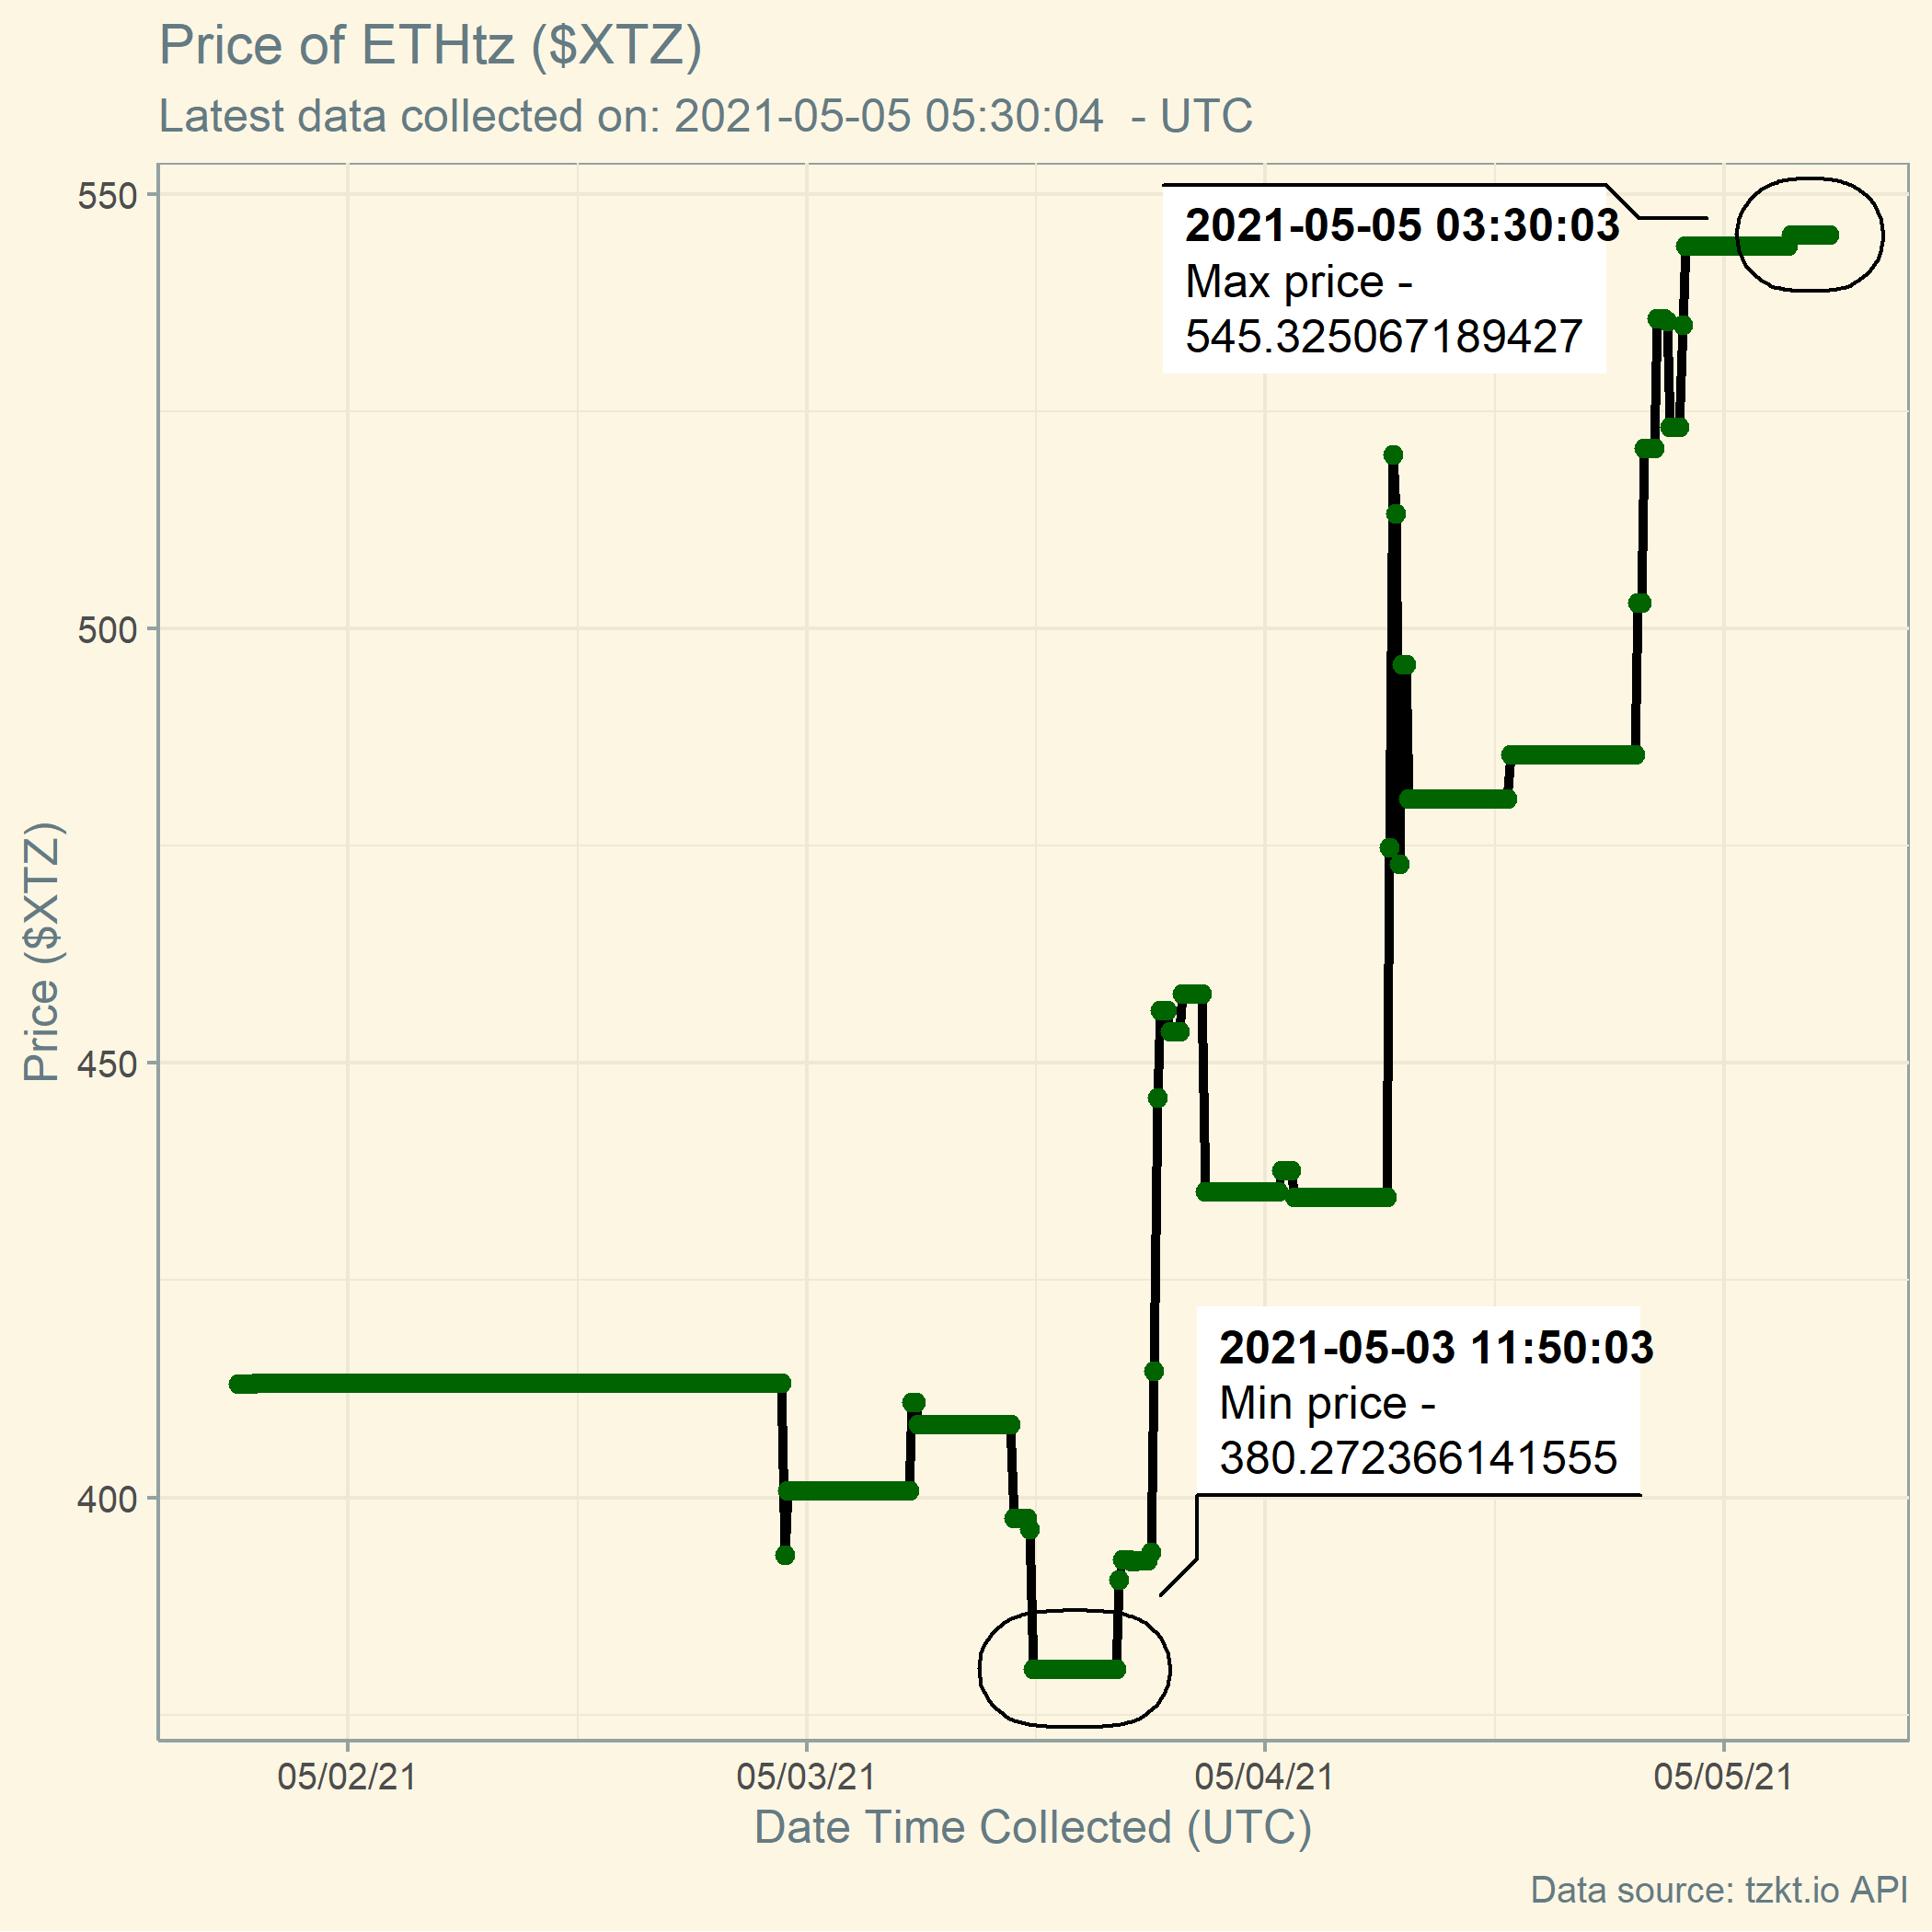 Price of ETHtz ($XTZ)
Latest data collected on: 2021-05-05 05:30:04  - UTC
550
500
450
400
Price ($XTZ)
2021-05-05 03:30:03
Max price -
545.325067189427
2021-05-03 11:50:03
Min price -
380.272366141555
05/02/21
05/03/21
05/04/21
05/05/21
Date Time Collected (UTC)
Data source: tzkt.io API